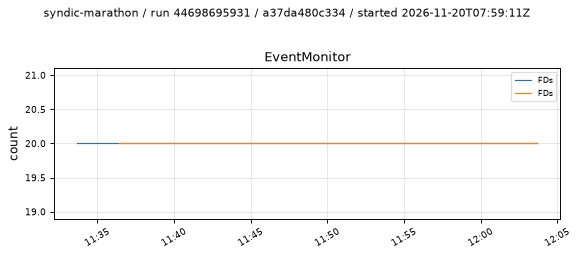 syndic-marathon / run 44698695931 / a37da480c334 / started 2026-11-20T07:59:11Z
EventMonitor
21.0
20.5
20.0
19.5
19.0
count
FDs
FDs
11:35
11:40
11:45
11:50
11:55
12:00
12:05